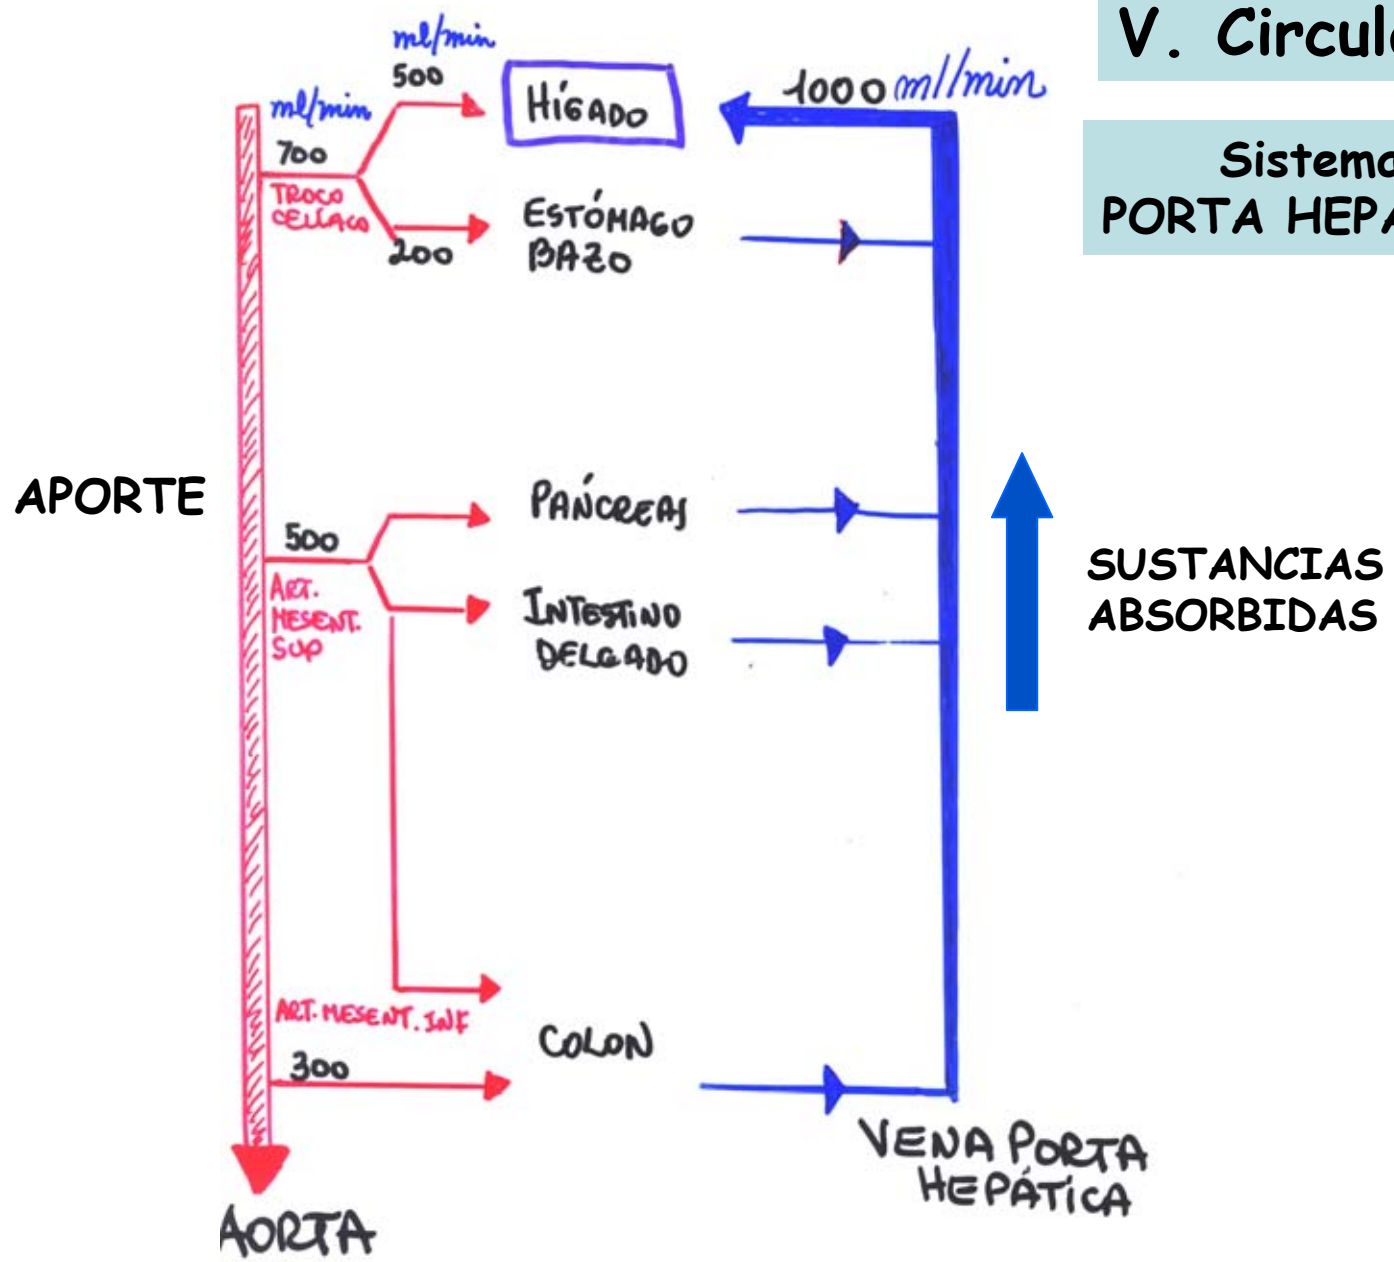 V. Circul
Sistema
PORTA HEPA
ml/min
500
HÍGADO
1000 ml/min
ml/min
700
TROCO
CELÍACO
200
ESTÓMAGO
BAZO
APORTE
500
ART.
MESENT.
SUP
PÁNCREAS
INTESTINO
DELGADO
SUSTANCIAS
ABSORBIDAS
ART. MESENT. INF
300
COLON
VENA PORTA
HEPÁTICA
AORTA